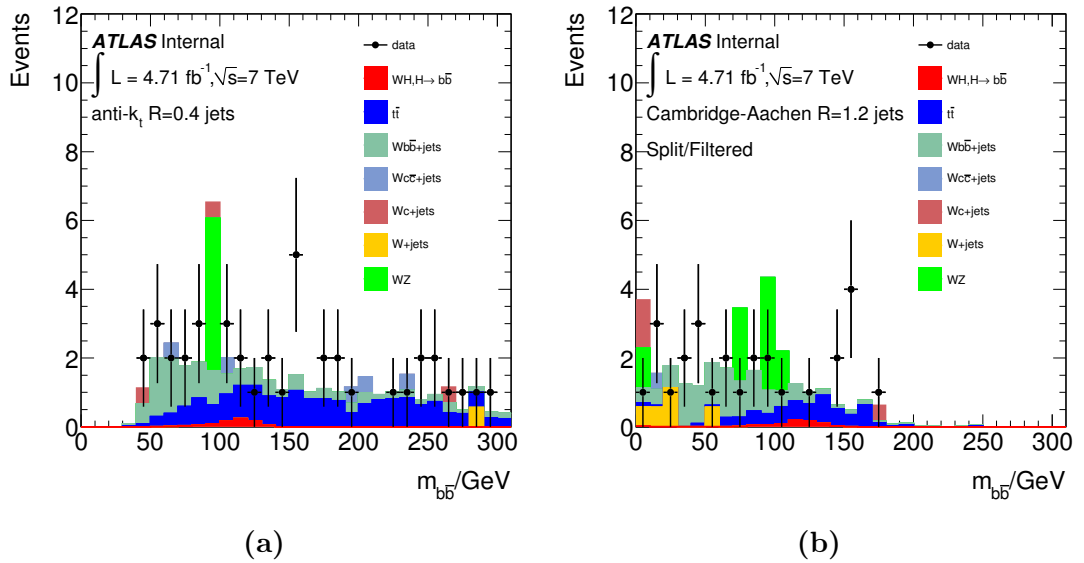 Events
12
10
8
6
4
2
0
ATLAS Internal
∫ L = 4.71 fb⁻¹,√s=7 TeV
anti-kₜ R=0.4 jets
data
WH,H→ bb̅
tt̅
Wbb̅+jets
Wcc̅+jets
Wc+jets
W+jets
WZ
0 50 100 150 200 250 300
m_bb̅/GeV
(a)
Events
12
10
8
6
4
2
0
ATLAS Internal
∫ L = 4.71 fb⁻¹,√s=7 TeV
Cambridge-Aachen R=1.2 jets
Split/Filtered
data
WH,H→ bb̅
tt̅
Wbb̅+jets
Wcc̅+jets
Wc+jets
W+jets
WZ
0 50 100 150 200 250 300
m_bb̅/GeV
(b)